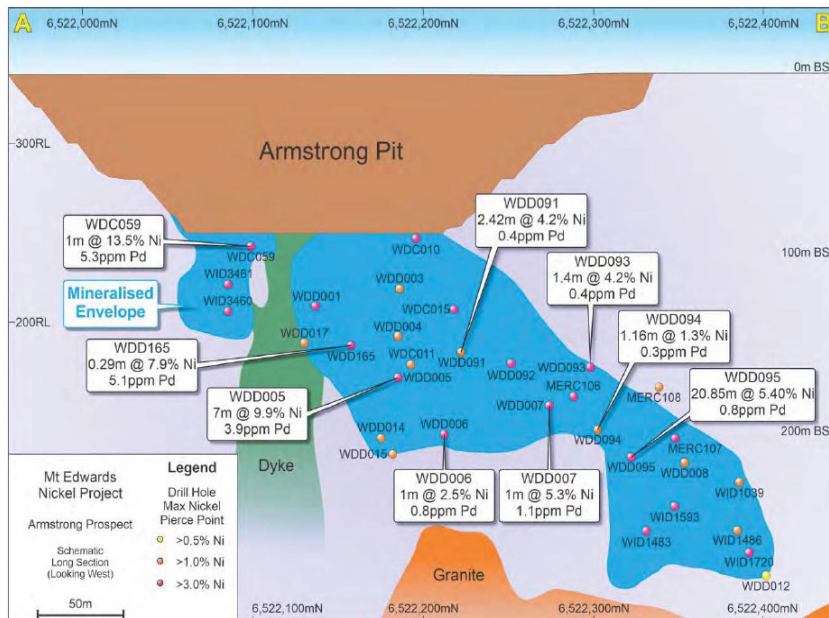 A
6,522,000mN
6,522,100mN
6,522,200mN
6,522,300mN
6,522,400mN
B
0m BS
300RL
Armstrong Pit
WDD091
2.42m @ 4.2% Ni
0.4ppm Pd
WDC059
1m @ 13.5% Ni
5.3ppm Pd
WDC010
WDC059
WDD093
1.4m @ 4.2% Ni
0.4ppm Pd
100m BS
WID3461
WDD003
Mineralised
Envelope
WID3460
WDD001
WDC015
WDD094
1.16m @ 1.3% Ni
0.3ppm Pd
200RL
WDD004
WDD017
WDD165
WDD091
WDD165
0.29m @ 7.9% Ni
5.1ppm Pd
WDC011
WDD092
WDD093
WDD005
MERC106
MERC108
WDD095
20.85m @ 5.40% Ni
0.8ppm Pd
WDD005
7m @ 9.9% Ni
3.9ppm Pd
WDD007
WDD006
WDD014
WDD094
200m BS
MERC107
WDD015
WDD095
WDD008
Dyke
WDD006
1m @ 2.5% Ni
0.8ppm Pd
WDD007
1m @ 5.3% Ni
1.1ppm Pd
WID1039
WID1593
WID1483
WID1486
WID1720
WDD012
Granite
Mt Edwards
Nickel Project
Armstrong Prospect
Schematic
Long Section
(Looking West)
50m
Legend
Drill Hole
Max Nickel
Pierce Point
>0.5% Ni
>1.0% Ni
>3.0% Ni
6,522,100mN
6,522,200mN
6,522,300mN
6,522,400mN